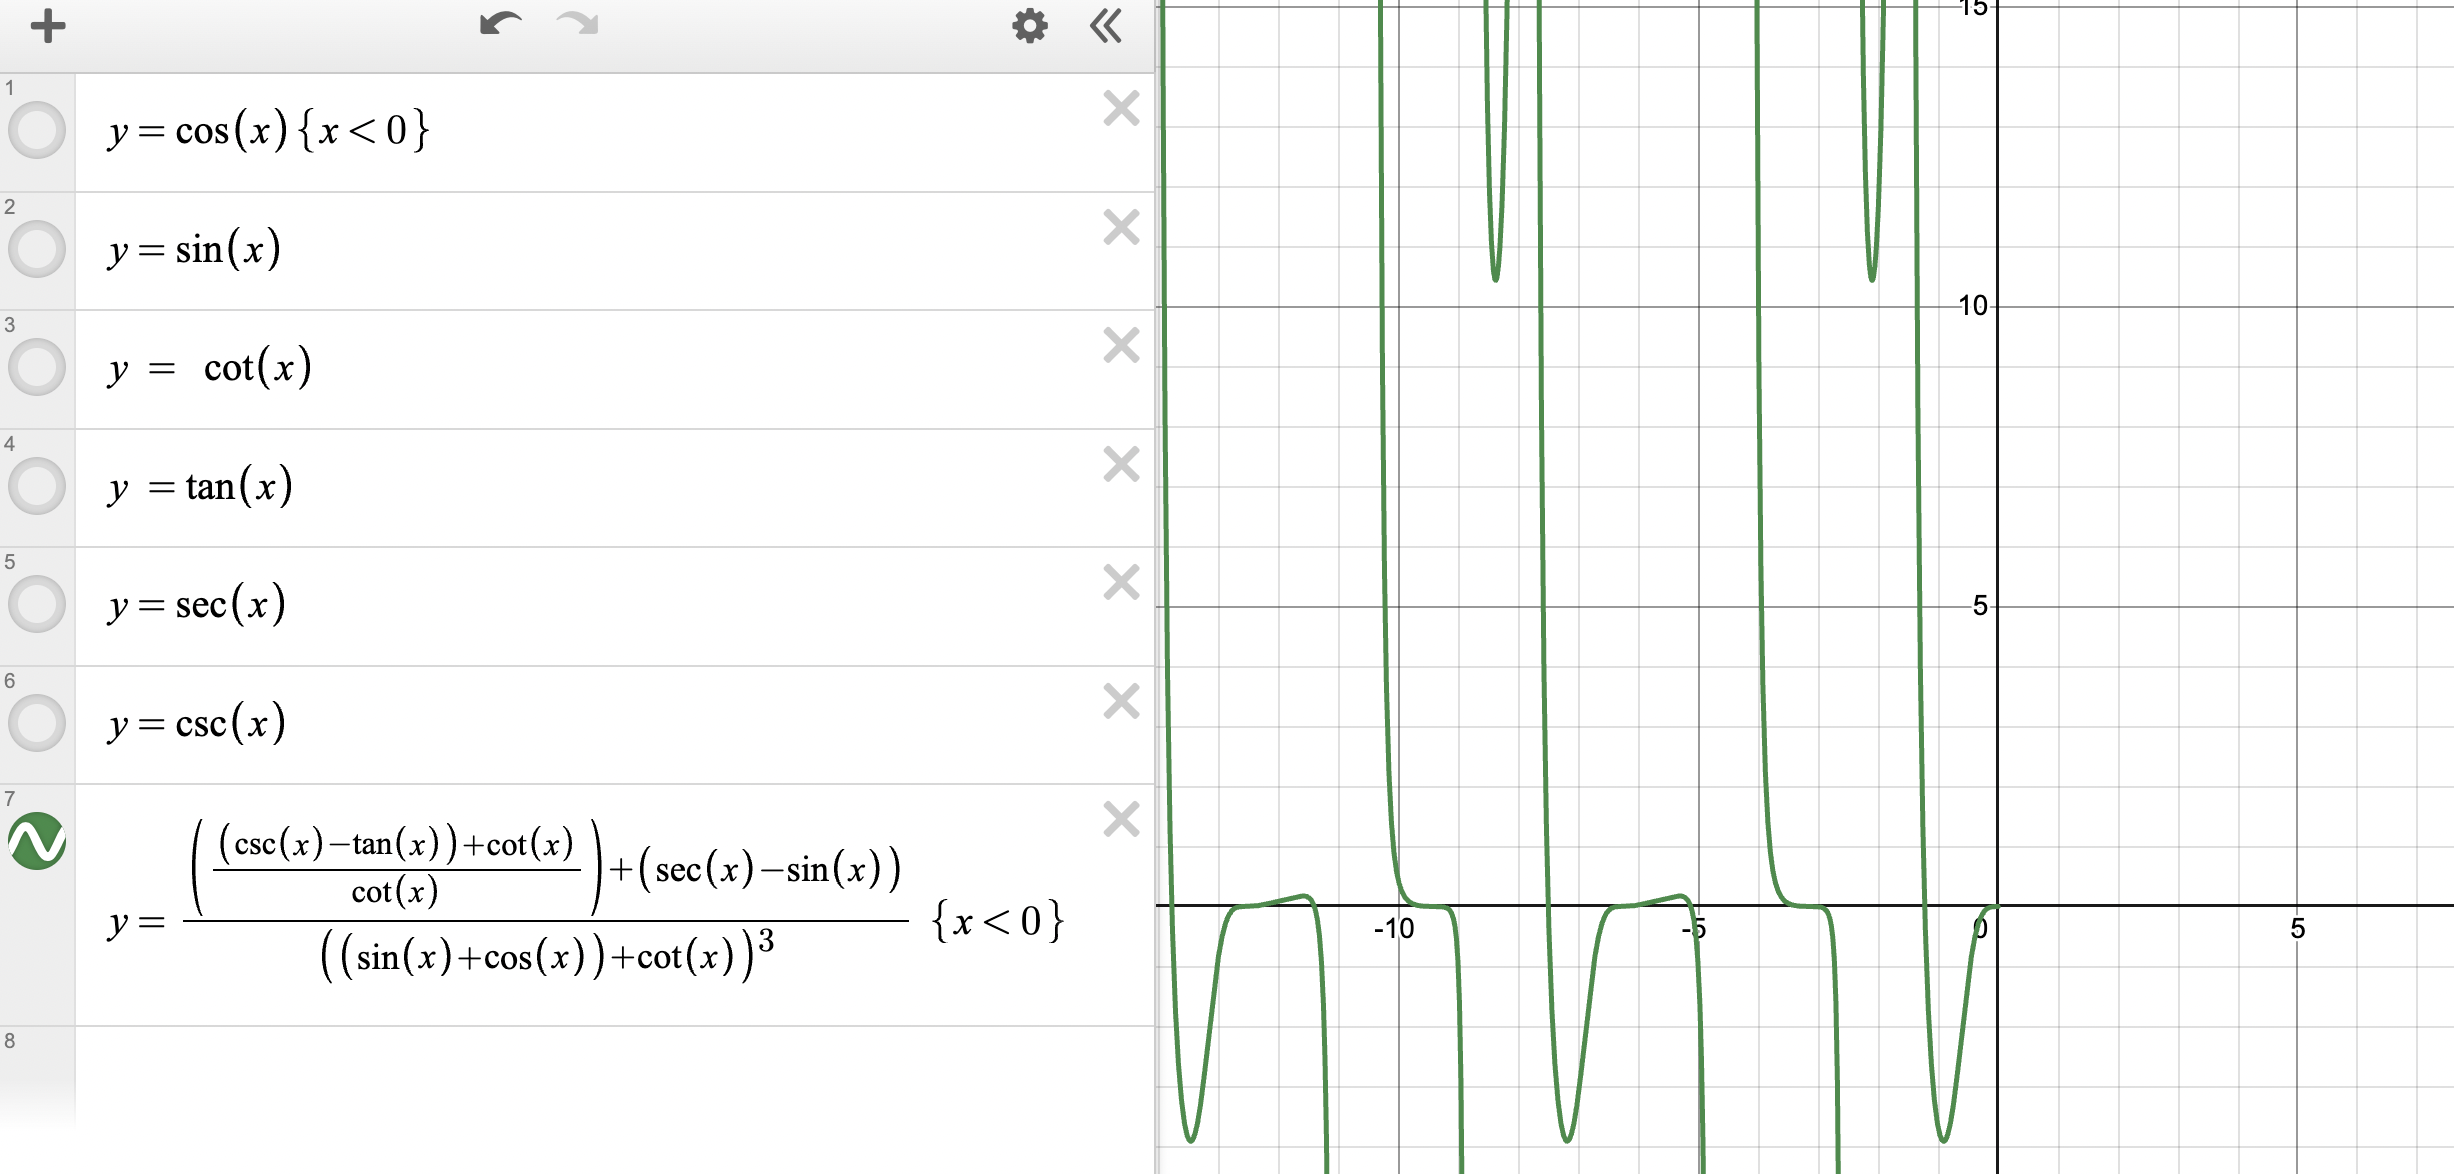 1
y = cos(x){x < 0}
2
y = sin(x)
3
y = cot(x)
4
y = tan(x)
5
y = sec(x)
6
y = csc(x)
7
y = (((csc(x)−tan(x))+cot(x))/cot(x))+(sec(x)−sin(x)) / ((sin(x)+cos(x))+cot(x))^3 {x < 0}
8
15
10
5
-10 -5 0 5